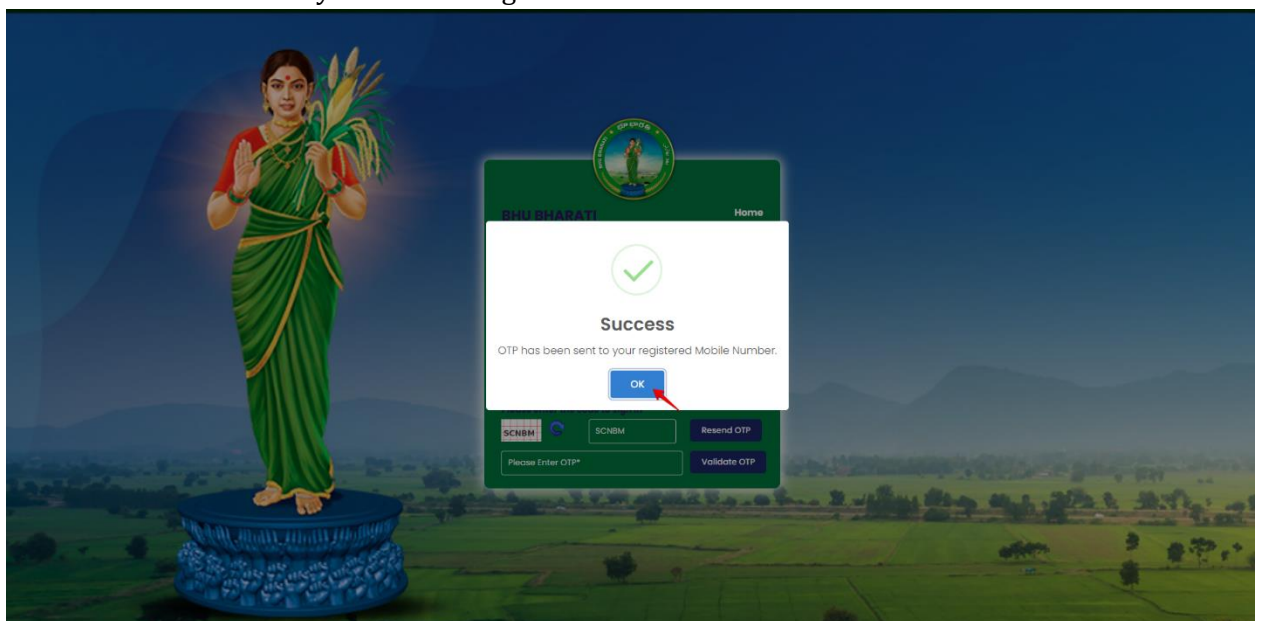 BHU BHARATI
Home
Success
OTP has been sent to your registered Mobile Number.
OK
SCNBM
SCNBM
Resend OTP
Please Enter OTP*
Validate OTP